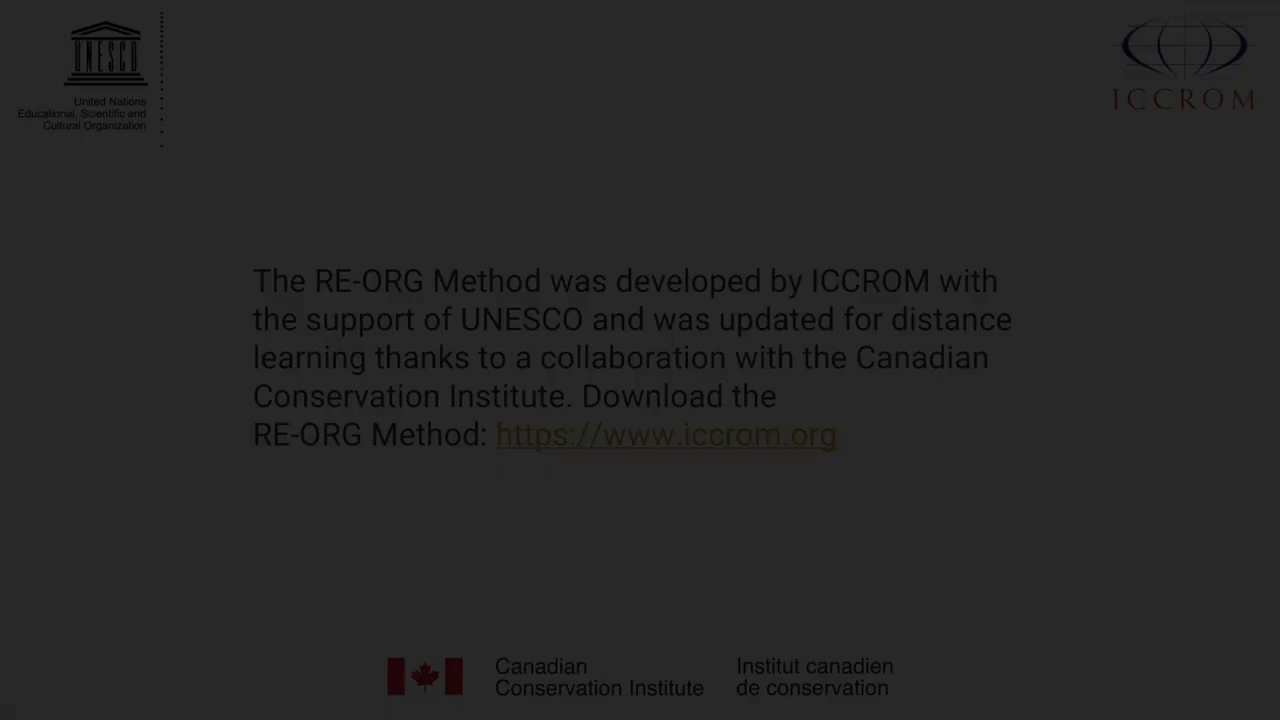 UNESCO
United Nations
Educational, Scientific and
Cultural Organization
ICCROM
The RE-ORG Method was developed by ICCROM with
the support of UNESCO and was updated for distance
learning thanks to a collaboration with the Canadian
Conservation Institute. Download the
RE-ORG Method: https://www.iccrom.org
Canadian
Conservation Institute
Institut canadien
de conservation